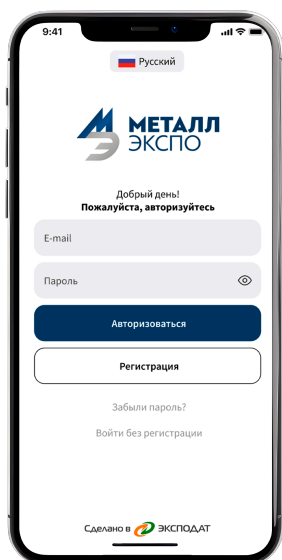 9:41
Русский
МЕТАЛЛ
ЭКСПО
Добрый день!
Пожалуйста, авторизуйтесь
E-mail
Пароль
Авторизоваться
Регистрация
Забыли пароль?
Войти без регистрации
Сделано в ЭКСПОДАТ